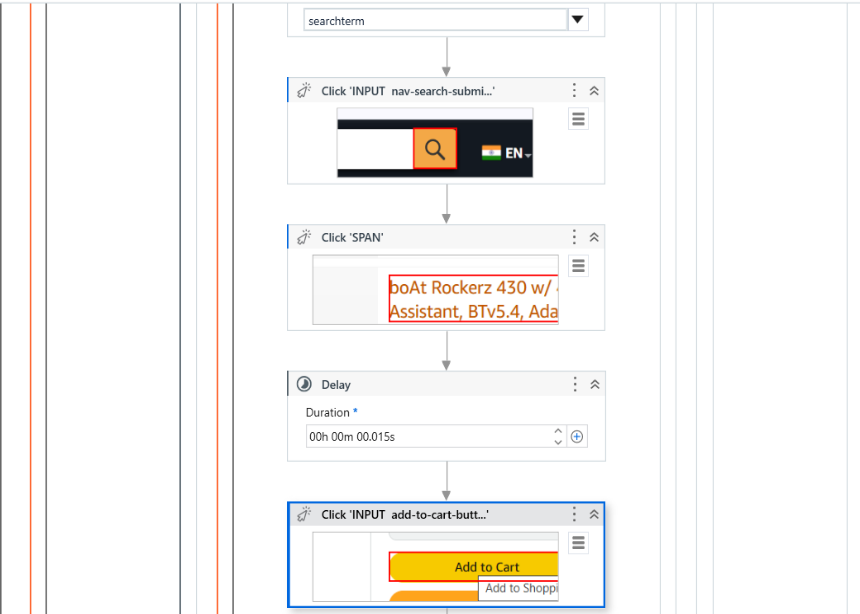 searchterm
Click 'INPUT nav-search-submi...'
EN
Click 'SPAN'
boAt Rockerz 430 w/
Assistant, BTv5.4, Ada
Delay
Duration *
00h 00m 00.015s
Click 'INPUT add-to-cart-butt...'
Add to Cart
Add to Shoppi